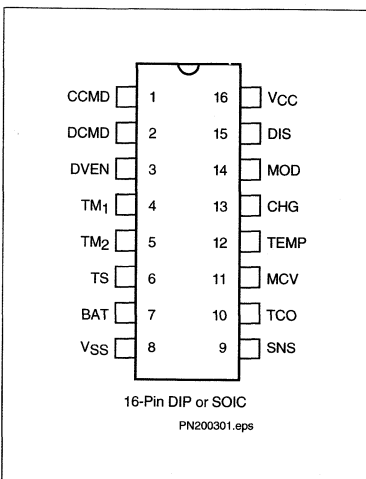 CCMD 1 16 VCC
DCMD 2 15 DIS
DVEN 3 14 MOD
TM1 4 13 CHG
TM2 5 12 TEMP
TS 6 11 MCV
BAT 7 10 TCO
VSS 8 9 SNS
16-Pin DIP or SOIC
PN200301.eps